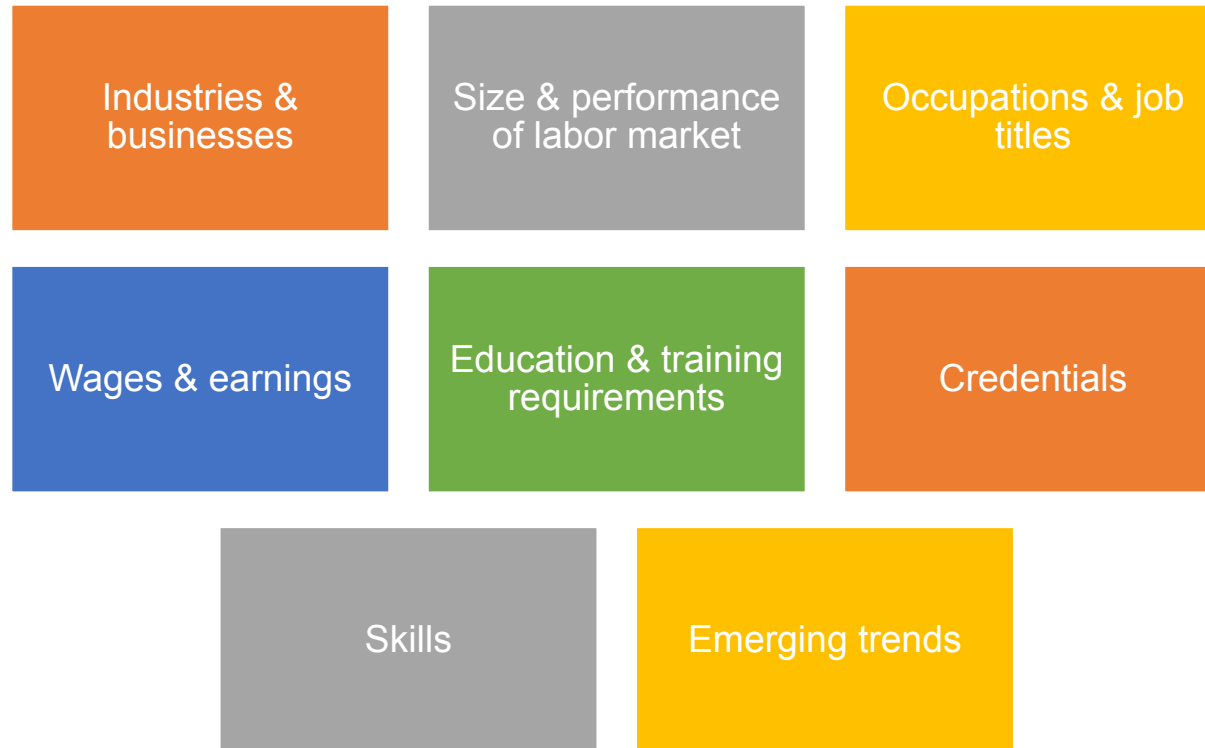 Industries &
businesses
Size & performance
of labor market
Occupations & job
titles
Wages & earnings
Education & training
requirements
Credentials
Skills
Emerging trends